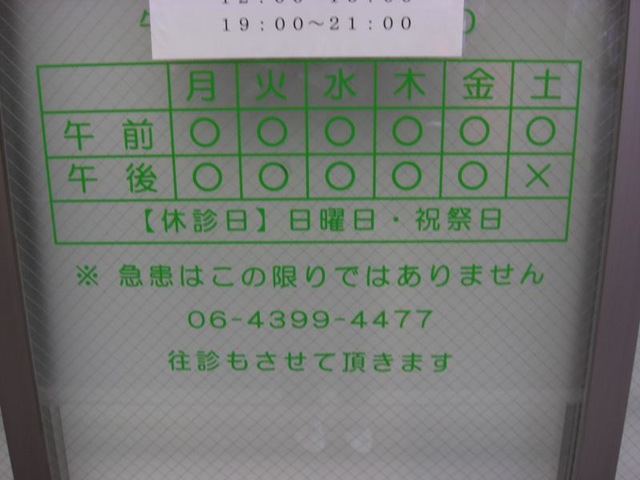 19:00～21:00
月 火 水 木 金 土
午前 ○ ○ ○ ○ ○ ○
午後 ○ ○ ○ ○ ○ ×
【休診日】日曜日・祝祭日
※ 急患はこの限りではありません
06-4399-4477
往診もさせて頂きます